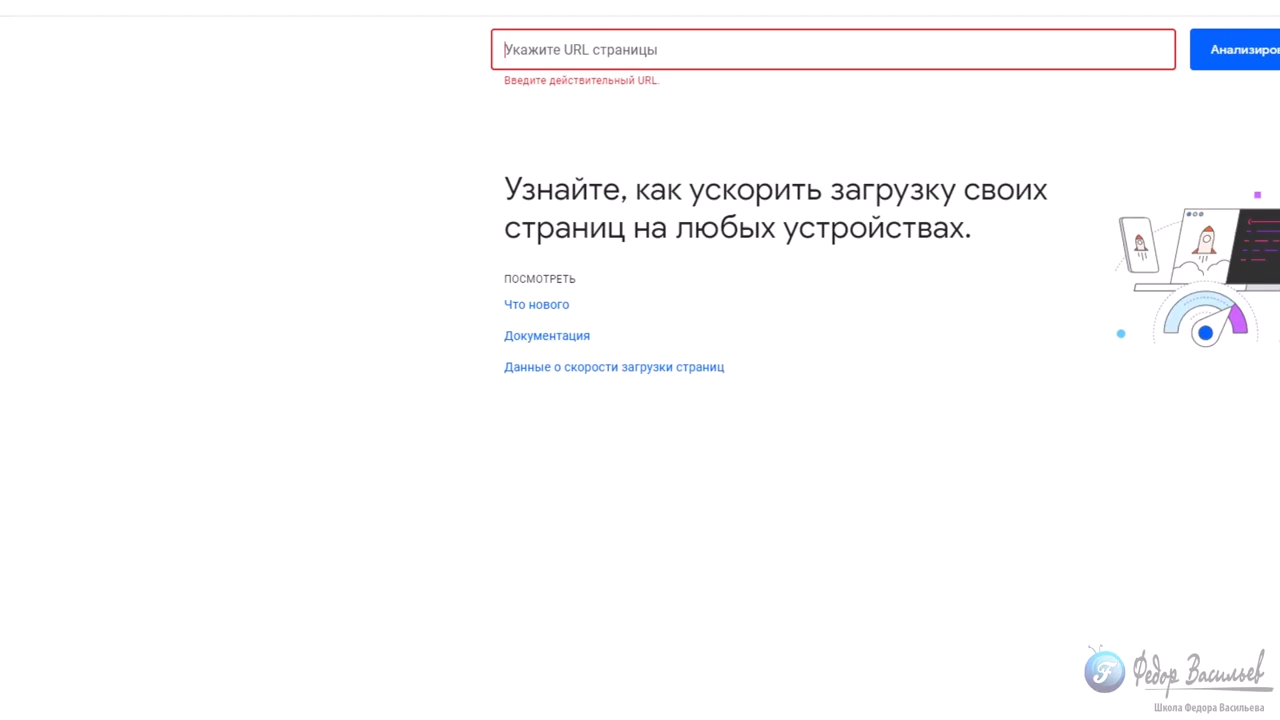 Укажите URL страницы
Анализиров
Введите действительный URL.
Узнайте, как ускорить загрузку своих
страниц на любых устройствах.
ПОСМОТРЕТЬ
Что нового
Документация
Данные о скорости загрузки страниц
F Федор Васильев
Школа Федора Васильева